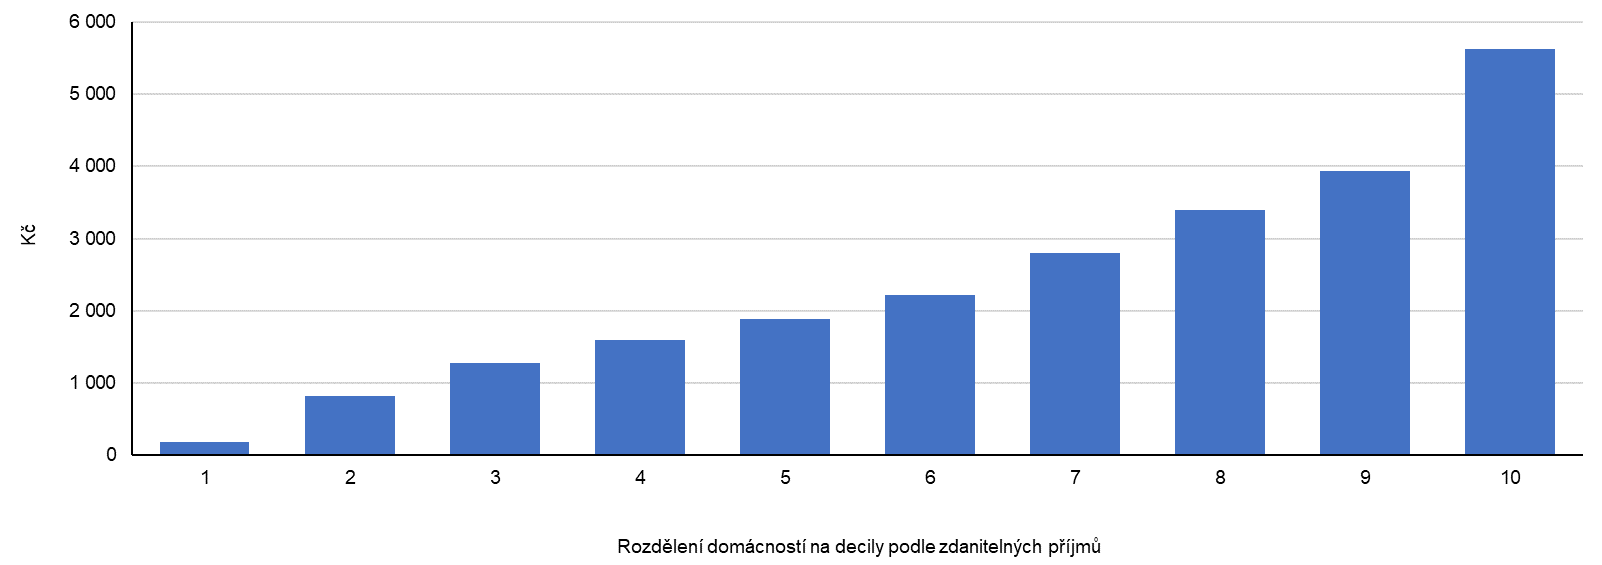 6 000
5 000
4 000
3 000
2 000
1 000
0
Kč
1 2 3 4 5 6 7 8 9 10
Rozdělení domácností na decily podle zdanitelných příjmů